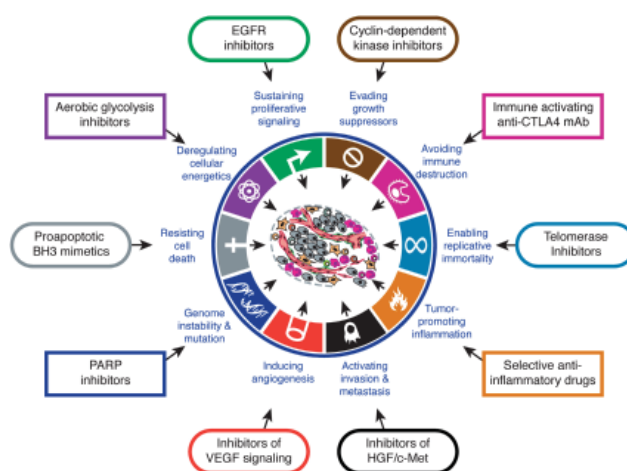 EGFR
inhibitors
Cyclin-dependent
kinase inhibitors
Sustaining
proliferative
signaling
Evading
growth
suppressors
Aerobic glycolysis
inhibitors
Immune activating
anti-CTLA4 mAb
Deregulating
cellular
energetics
Avoiding
immune
destruction
Proapoptotic
BH3 mimetics
Resisting
cell
death
Enabling
replicative
immortality
Telomerase
Inhibitors
Genome
instability &
mutation
Tumor-
promoting
inflammation
PARP
inhibitors
Inducing
angiogenesis
Activating
invasion &
metastasis
Selective anti-
inflammatory drugs
Inhibitors of
VEGF signaling
Inhibitors of
HGF/c-Met